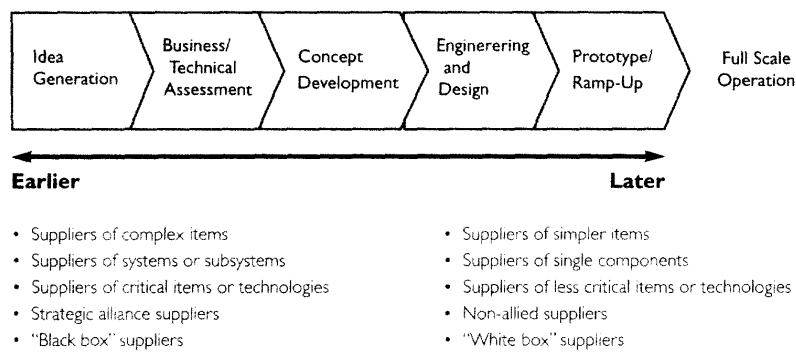 Idea
Generation
Business/
Technical
Assessment
Concept
Development
Enginerering
and
Design
Prototype/
Ramp-Up
Full Scale
Operation
Earlier
Later
• Suppliers of complex items
• Suppliers of systems or subsystems
• Suppliers of critical items or technologies
• Strategic alliance suppliers
• "Black box" suppliers
• Suppliers of simpler items
• Suppliers of single components
• Suppliers of less critical items or technologies
• Non-allied suppliers
• "White box" suppliers